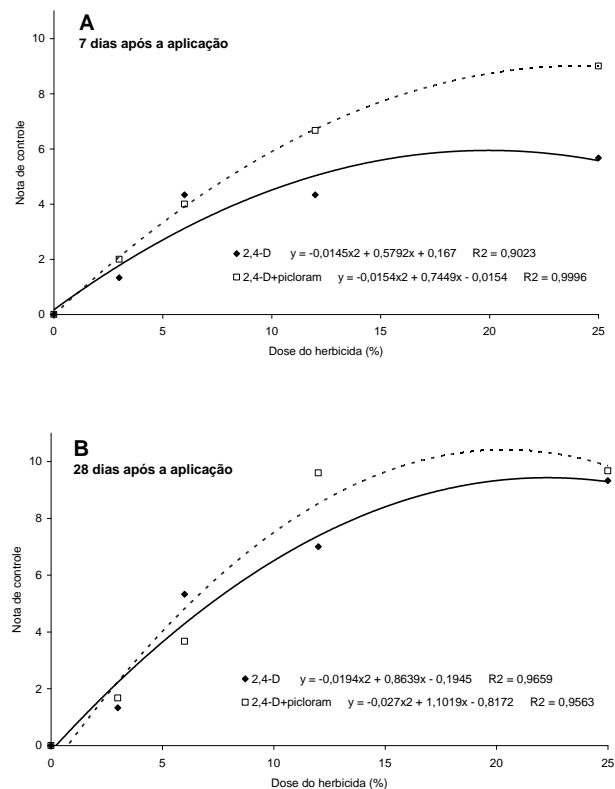 A
7 dias após a aplicação
10
8
6
4
2
0
Nota de controle
2,4-D y = -0,0145x2 + 0,5792x + 0,167 R2 = 0,9023
2,4-D+picloram y = -0,0154x2 + 0,7449x - 0,0154 R2 = 0,9996
0 5 10 15 20 25
Dose do herbicida (%)
B
28 dias após a aplicação
10
8
6
4
2
0
Nota de controle
2,4-D y = -0,0194x2 + 0,8639x - 0,1945 R2 = 0,9659
2,4-D+picloram y = -0,027x2 + 1,1019x - 0,8172 R2 = 0,9563
0 5 10 15 20 25
Dose do herbicida (%)